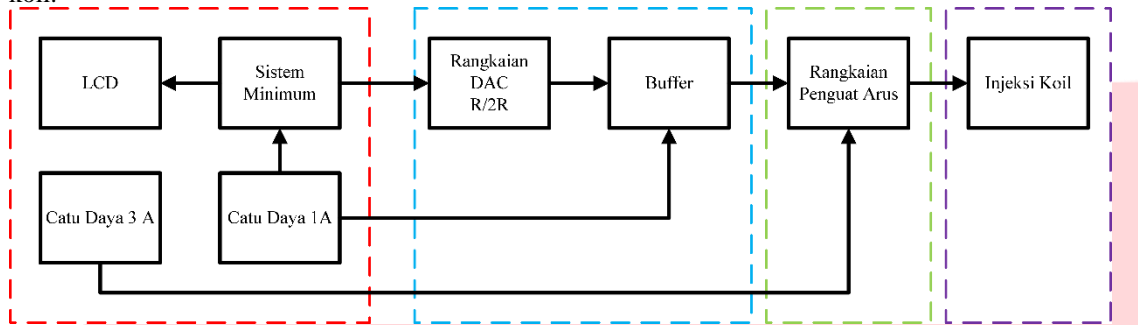 LCD
Sistem
Minimum
Rangkaian
DAC
R/2R
Buffer
Rangkaian
Penguat Arus
Injeksi Koil
Catu Daya 3 A
Catu Daya 1A